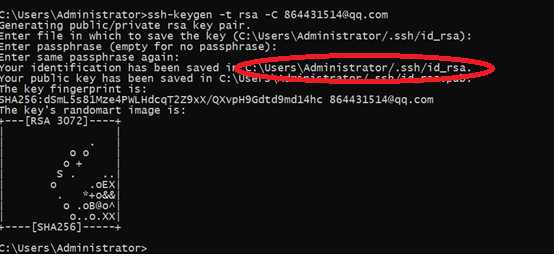 C:\Users\Administrator>ssh-keygen -t rsa -C 864431514@qq.com
Generating public/private rsa key pair.
Enter file in which to save the key (C:\Users\Administrator/.ssh/id_rsa):
Enter passphrase (empty for no passphrase):
Enter same passphrase again:
Your identification has been saved in C:\Users\Administrator/.ssh/id_rsa.
Your public key has been saved in C:\Users\Administrator/.ssh/id_rsa.pub.
The key fingerprint is:
SHA256:dSmL5s81Mze4PWLHdcqT2Z9xX/QXvpH9Gdtd9md14hc 864431514@qq.com
The key's randomart image is:
+---[RSA 3072]----+
|                 |
|              .  |
|          o o    |
|         o +     |
|        S .    ..|
|       o     .oEX|
|        .   *+o&&|
|         o .oB@o^|
|          o..o.XX|
+----[SHA256]-----+
C:\Users\Administrator>